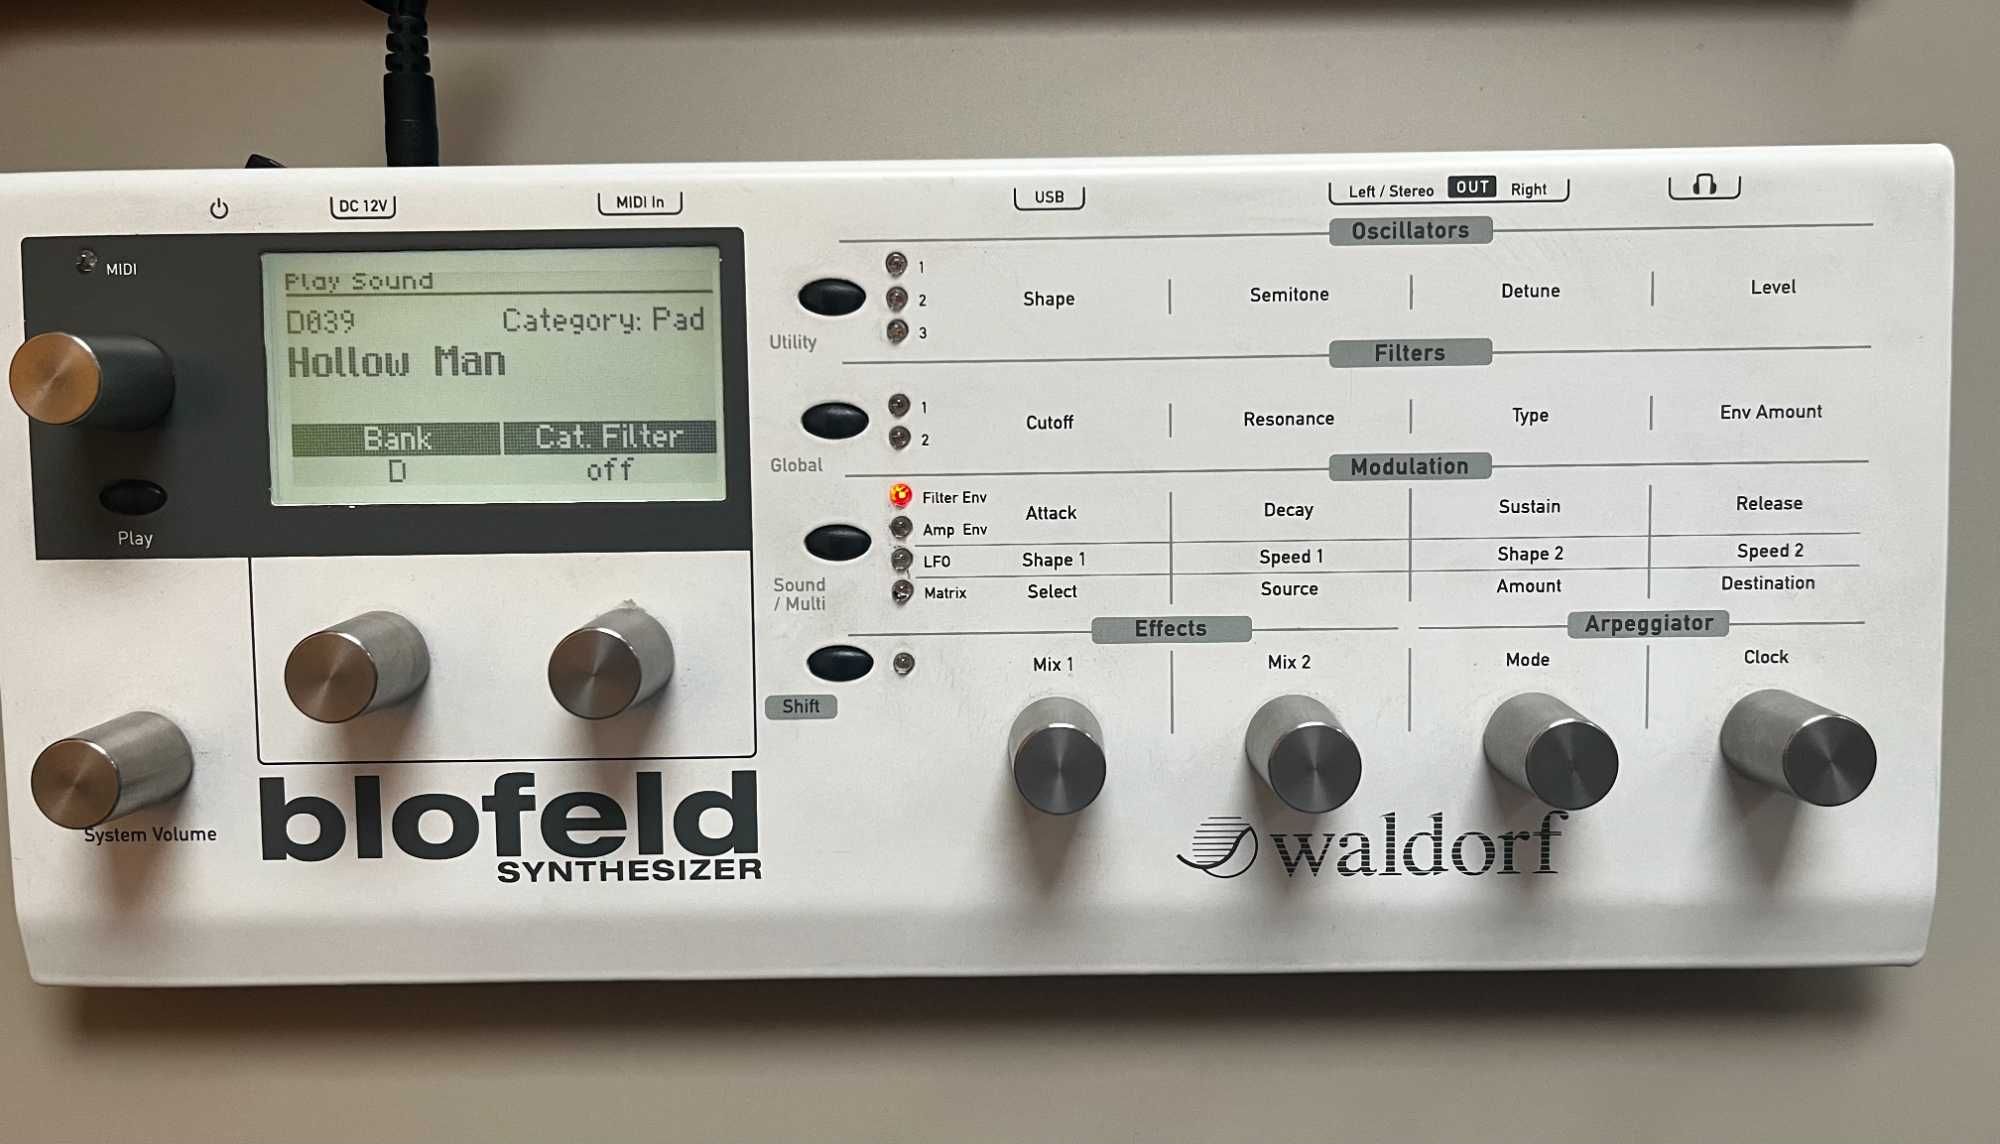 DC 12V
MIDI In
USB
Left / Stereo OUT Right
MIDI
Play Sound
D039 Category: Pad
Hollow Man
Bank Cat. Filter
D off
Play
System Volume
blofeld
SYNTHESIZER
Oscillators
1
2
3
Shape Semitone Detune Level
Utility
Filters
1
2
Cutoff Resonance Type Env Amount
Global
Modulation
Filter Env Attack Decay Sustain Release
Amp Env
LFO Shape 1 Speed 1 Shape 2 Speed 2
Matrix Select Source Amount Destination
Sound
/ Multi
Effects Arpeggiator
Mix 1 Mix 2 Mode Clock
Shift
waldorf